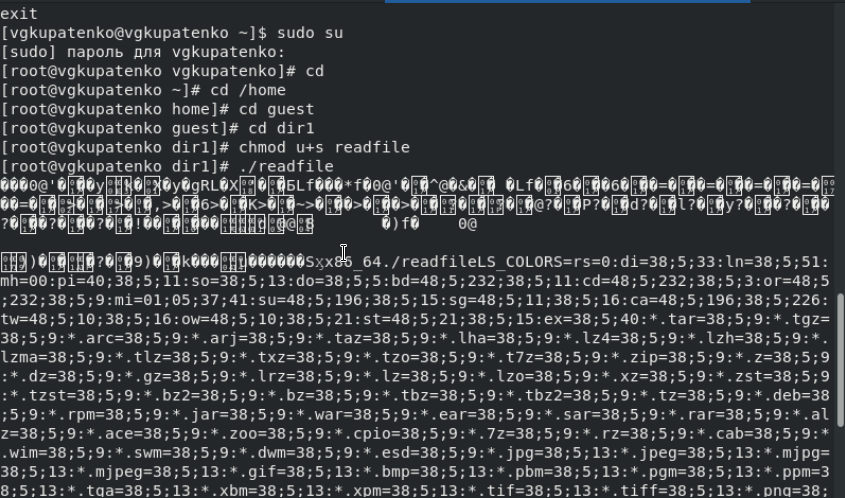 exit
[vgkupatenko@vgkupatenko ~]$ sudo su
[sudo] пароль для vgkupatenko:
[root@vgkupatenko vgkupatenko]# cd
[root@vgkupatenko ~]# cd /home
[root@vgkupatenko home]# cd guest
[root@vgkupatenko guest]# cd dir1
[root@vgkupatenko dir1]# chmod u+s readfile
[root@vgkupatenko dir1]# ./readfile
x86_64./readfileLS_COLORS=rs=0:di=38;5;33:ln=38;5;51:
mh=00:pi=40;38;5;11:so=38;5;13:do=38;5;5:bd=48;5;232;38;5;11:cd=48;5;232;38;5;3:or=48;5
;232;38;5;9:mi=01;05;37;41:su=48;5;196;38;5;15:sg=48;5;11;38;5;16:ca=48;5;196;38;5;226:
tw=48;5;10;38;5;16:ow=48;5;10;38;5;21:st=48;5;21;38;5;15:ex=38;5;40:*.tar=38;5;9:*.tgz=
38;5;9:*.arc=38;5;9:*.arj=38;5;9:*.taz=38;5;9:*.lha=38;5;9:*.lz4=38;5;9:*.lzh=38;5;9:*.
lzma=38;5;9:*.tlz=38;5;9:*.txz=38;5;9:*.tzo=38;5;9:*.t7z=38;5;9:*.zip=38;5;9:*.z=38;5;9
:*.dz=38;5;9:*.gz=38;5;9:*.lrz=38;5;9:*.lz=38;5;9:*.lzo=38;5;9:*.xz=38;5;9:*.zst=38;5;9
:*.tzst=38;5;9:*.bz2=38;5;9:*.bz=38;5;9:*.tbz=38;5;9:*.tbz2=38;5;9:*.tz=38;5;9:*.deb=38
;5;9:*.rpm=38;5;9:*.jar=38;5;9:*.war=38;5;9:*.ear=38;5;9:*.sar=38;5;9:*.rar=38;5;9:*.al
z=38;5;9:*.ace=38;5;9:*.zoo=38;5;9:*.cpio=38;5;9:*.7z=38;5;9:*.rz=38;5;9:*.cab=38;5;9:*
.wim=38;5;9:*.swm=38;5;9:*.dwm=38;5;9:*.esd=38;5;9:*.jpg=38;5;13:*.jpeg=38;5;13:*.mjpg=
38;5;13:*.mjpeg=38;5;13:*.gif=38;5;13:*.bmp=38;5;13:*.pbm=38;5;13:*.pgm=38;5;13:*.ppm=3
8;5;13:*.tga=38;5;13:*.xbm=38;5;13:*.xpm=38;5;13:*.tif=38;5;13:*.tiff=38;5;13:*.png=38;